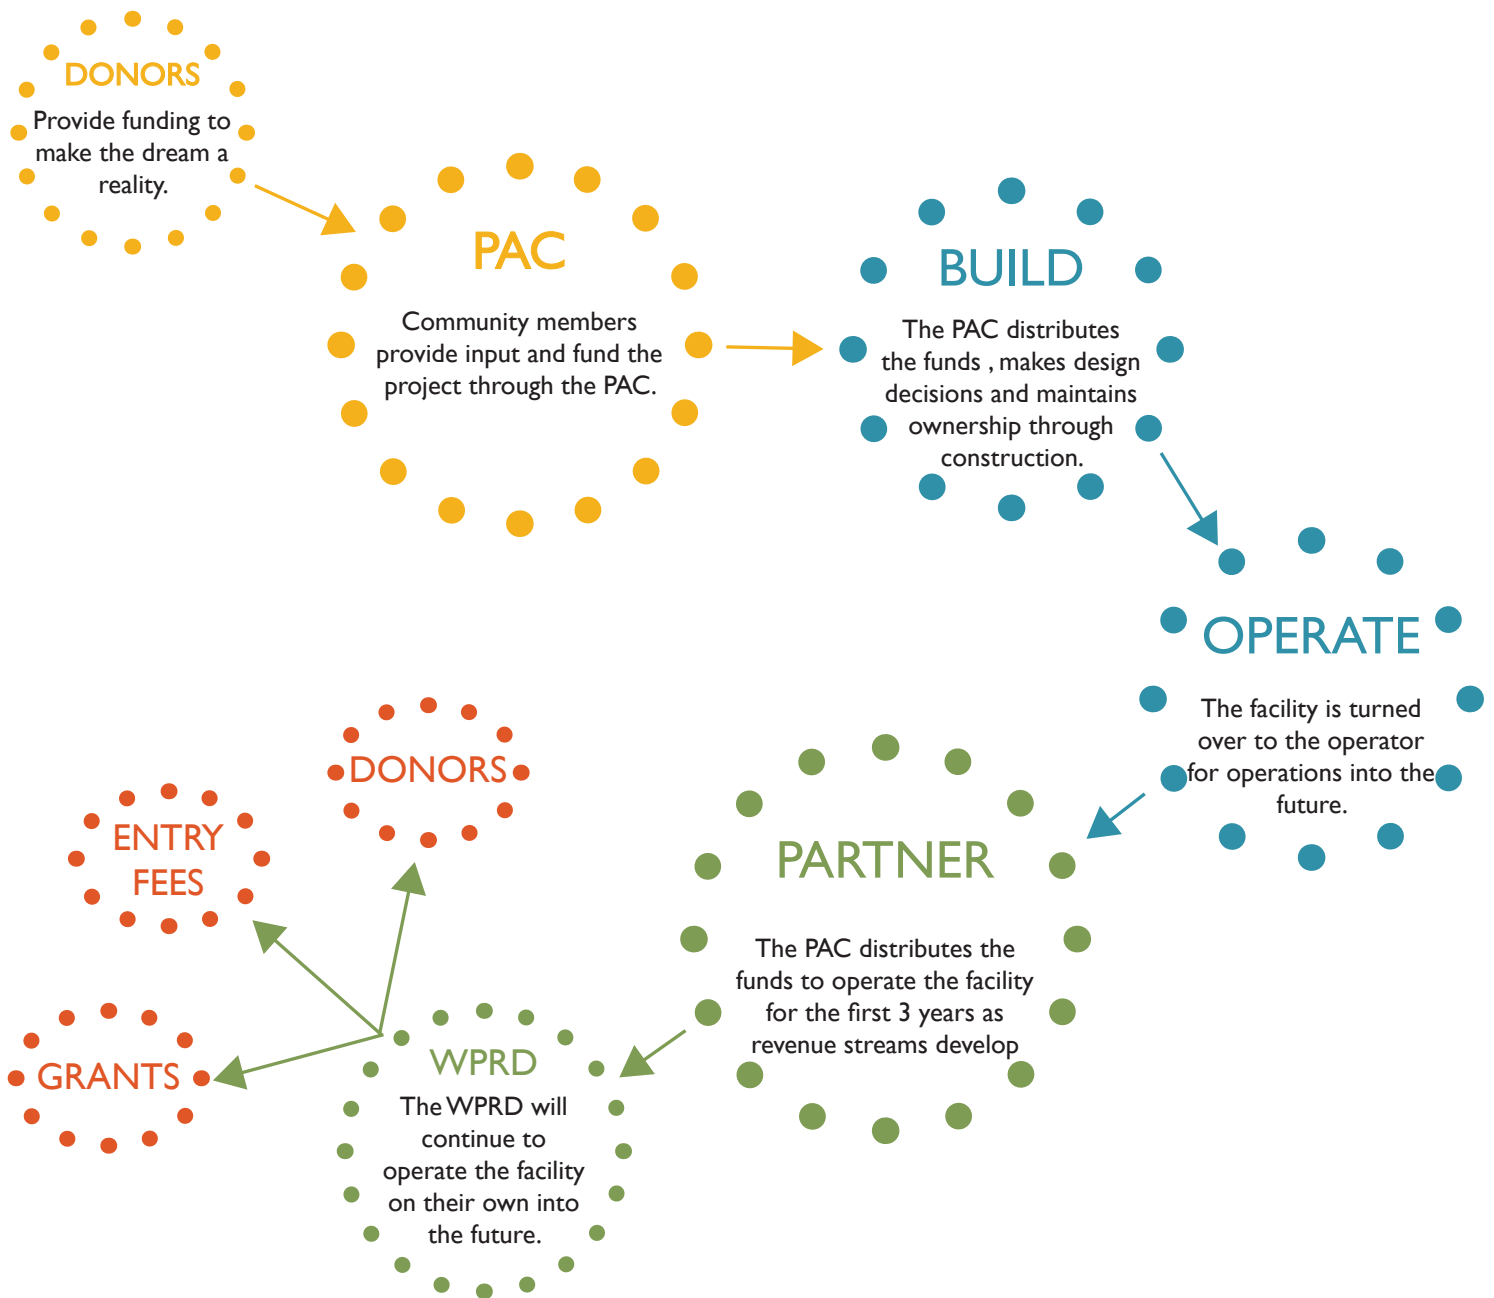 DONORS
Provide funding to
make the dream a
reality.
PAC
Community members
provide input and fund the
project through the PAC.
BUILD
The PAC distributes
the funds , makes design
decisions and maintains
ownership through
construction.
OPERATE
The facility is turned
over to the operator
for operations into the
future.
PARTNER
The PAC distributes the
funds to operate the facility
for the first 3 years as
revenue streams develop
WPRD
The WPRD will
continue to
operate the facility
on their own into
the future.
DONORS
ENTRY
FEES
GRANTS